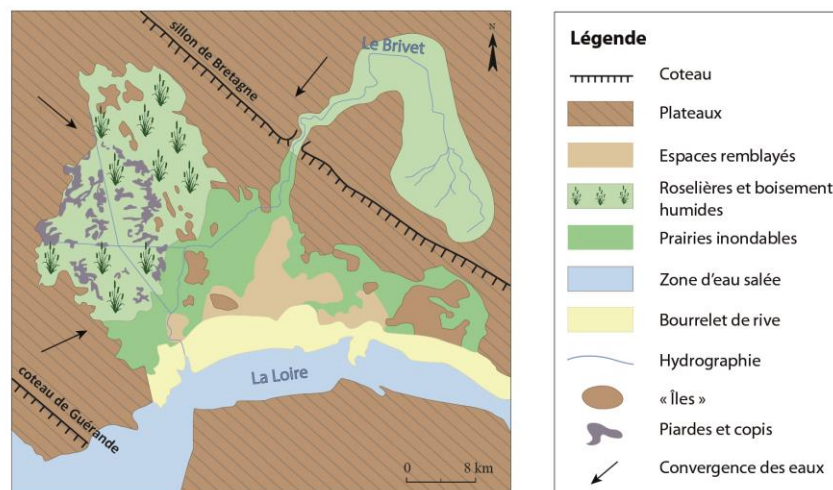 N
sillon de Bretagne
Le Brivet
La Loire
coteau de Guérande
0 8 km
Légende
Coteau
Plateaux
Espaces remblayés
Roselières et boisement
humides
Prairies inondables
Zone d'eau salée
Bourrelet de rive
Hydrographie
« Îles »
Piardes et copis
Convergence des eaux